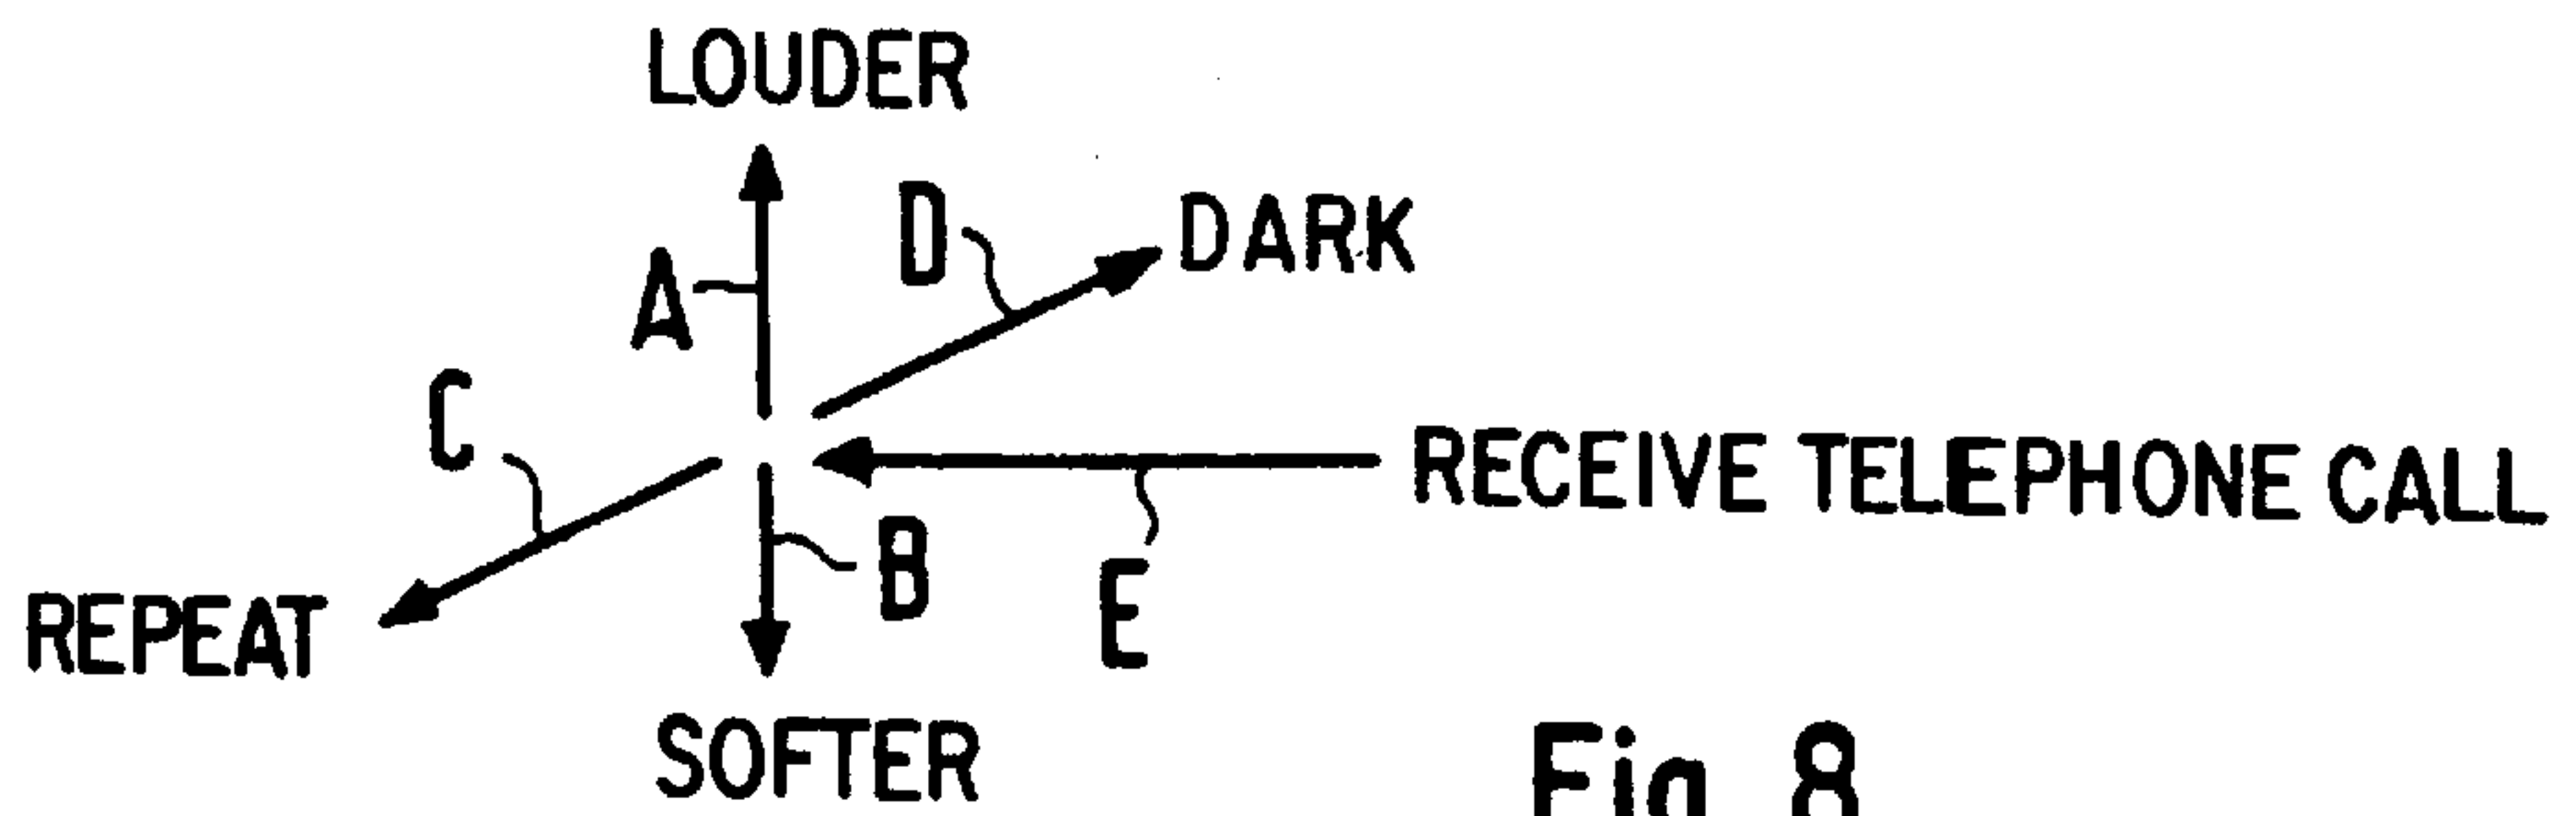 LOUDER
D DARK
A
C
RECEIVE TELEPHONE CALL
B
E
REPEAT
SOFTER
Fig. 8